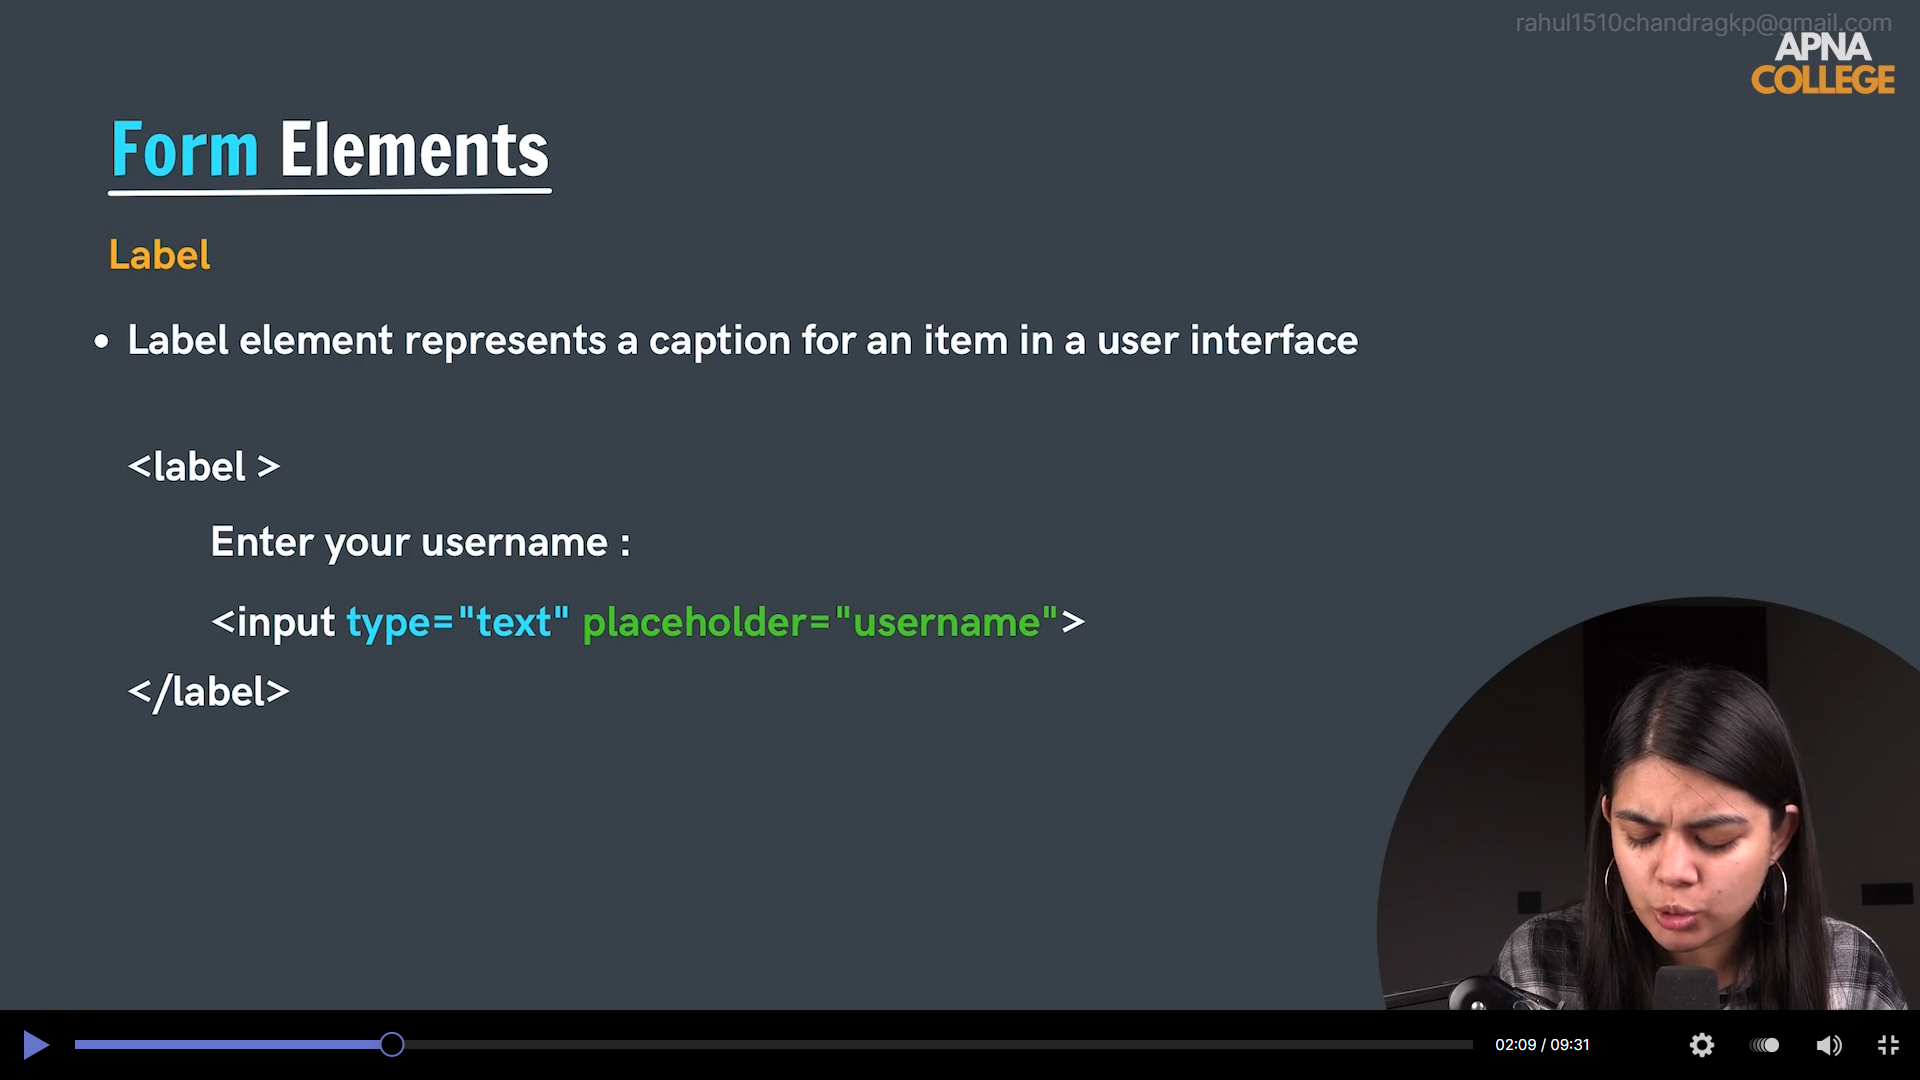 rahul1510chandragkp@gmail.com
APNA
COLLEGE
Form Elements
Label
• Label element represents a caption for an item in a user interface
<label >
Enter your username :
<input type="text" placeholder="username">
</label>
02:09 / 09:31